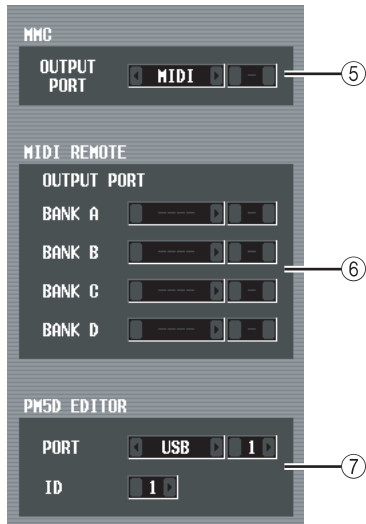 MMC
OUTPUT PORT MIDI - ⑤
MIDI REMOTE
OUTPUT PORT
BANK A ---- -
BANK B ---- -
⑥
BANK C ---- -
BANK D ---- -
PM5D EDITOR
PORT USB 1
⑦
ID 1